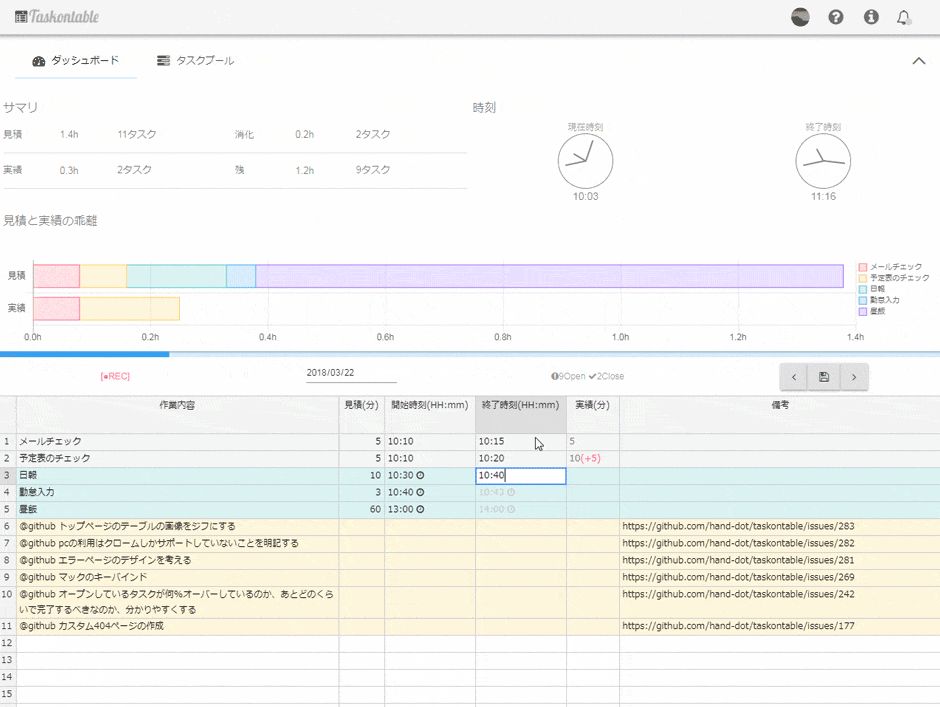 Taskontable
ダッシュボード タスクプール
サマリ
見積 1.4h 11タスク 消化 0.2h 2タスク
実績 0.3h 2タスク 残 1.2h 9タスク
時刻
現在時刻 終了時刻
10:03 11:16
見積と実績の乖離
見積
実績
0.0h 0.2h 0.4h 0.6h 0.8h 1.0h 1.2h 1.4h
メールチェック
予定表のチェック
日報
勤怠入力
昼飯
[●REC] 2018/03/22 9Open 2Close
作業内容 見積(分) 開始時刻(HH:mm) 終了時刻(HH:mm) 実績(分) 備考
1 メールチェック 5 10:10 10:15 5
2 予定表のチェック 5 10:10 10:20 10(+5)
3 日報 10 10:30 10:40
4 勤怠入力 3 10:40 10:43
5 昼飯 60 13:00 14:00
6 @github トップページのテーブルの画像をジフにする https://github.com/hand-dot/taskontable/issues/283
7 @github pcの利用はクロームしかサポートしていないことを明記する https://github.com/hand-dot/taskontable/issues/282
8 @github エラーページのデザインを考える https://github.com/hand-dot/taskontable/issues/281
9 @github マックのキーバインド https://github.com/hand-dot/taskontable/issues/269
10 @github オープンしているタスクが何%オーバーしているのか、あとどのくら https://github.com/hand-dot/taskontable/issues/242
いで完了するべきなのか、分かりやすくする
11 @github カスタム404ページの作成 https://github.com/hand-dot/taskontable/issues/177
12
13
14
15